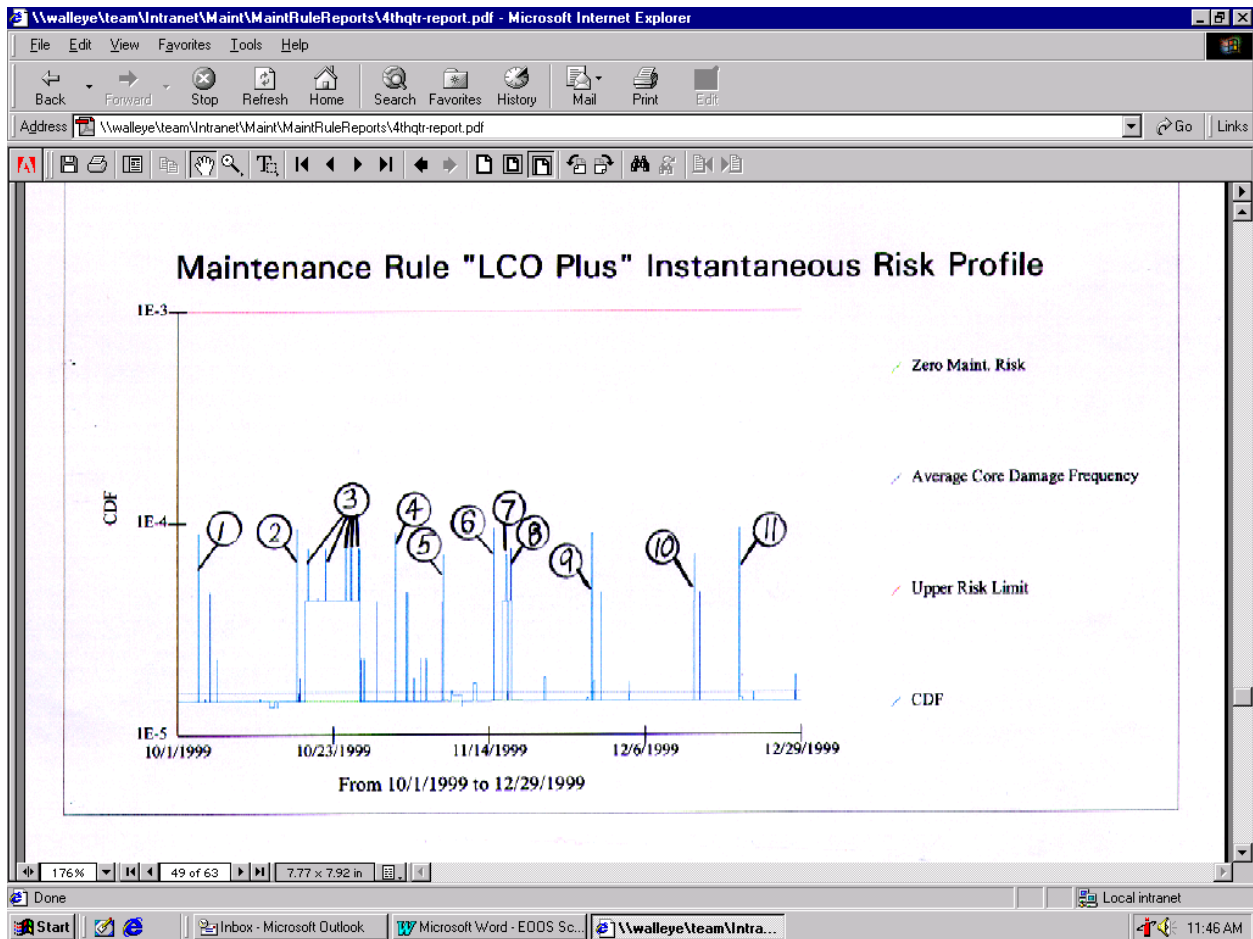 \\walleye\team\Intranet\Maint\MaintRuleReports\4thqtr-report.pdf - Microsoft Internet Explorer
File Edit View Favorites Tools Help
Back Forward Stop Refresh Home Search Favorites History Mail Print Edit
Address \\walleye\team\Intranet\Maint\MaintRuleReports\4thqtr-report.pdf Go Links
Maintenance Rule "LCO Plus" Instantaneous Risk Profile
1E-3
Zero Maint. Risk
Average Core Damage Frequency
Upper Risk Limit
CDF
CDF
1E-4
1 2 3 4 5 6 7 8 9 10 11
1E-5
10/1/1999 10/23/1999 11/14/1999 12/6/1999 12/29/1999
From 10/1/1999 to 12/29/1999
176% 49 of 63 7.77 x 7.92 in
Done Local intranet
Start Inbox - Microsoft Outlook Microsoft Word - EOOS Sc... \\walleye\team\Intra... 11:46 AM